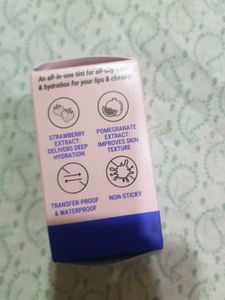 An all-in-one tint for all-day
& hydration for your lips & cheeks
STRAWBERRY
EXTRACT:
DELIVERS DEEP
HYDRATION
POMEGRANATE
EXTRACT:
IMPROVES SKIN
TEXTURE
TRANSFER-PROOF
& WATERPROOF
NON-STICKY